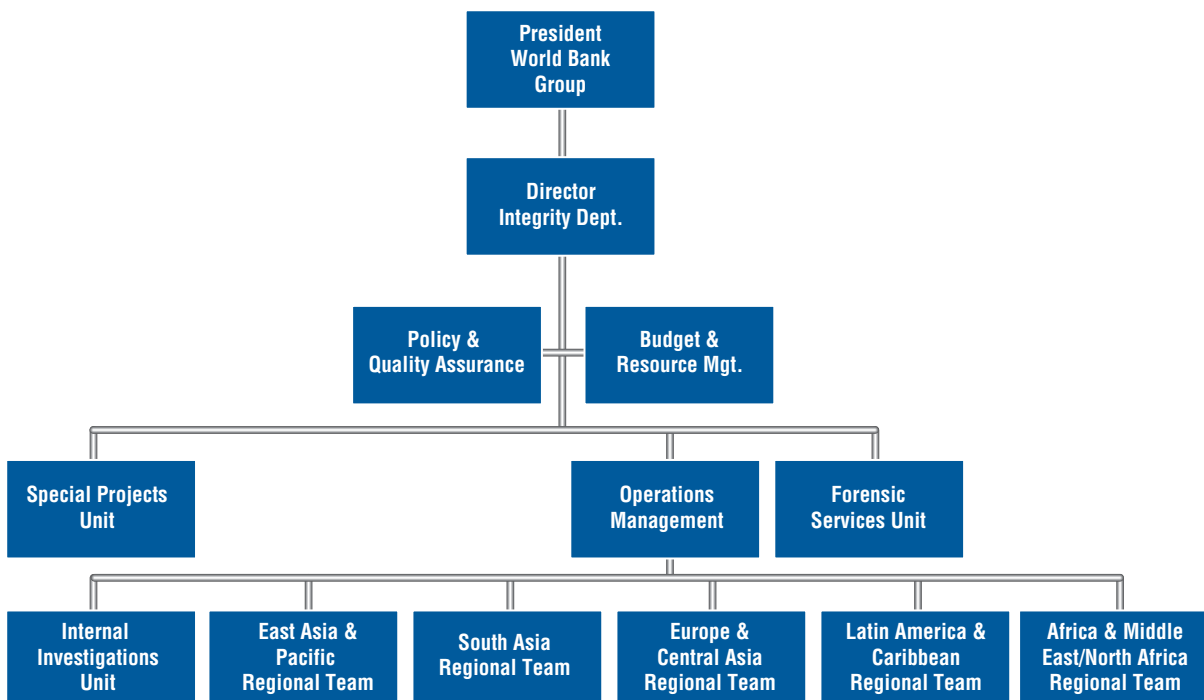 President
World Bank
Group
Director
Integrity Dept.
Policy &
Quality Assurance
Budget &
Resource Mgt.
Special Projects
Unit
Operations
Management
Forensic
Services Unit
Internal
Investigations
Unit
East Asia &
Pacific
Regional Team
South Asia
Regional Team
Europe &
Central Asia
Regional Team
Latin America &
Caribbean
Regional Team
Africa & Middle
East/North Africa
Regional Team